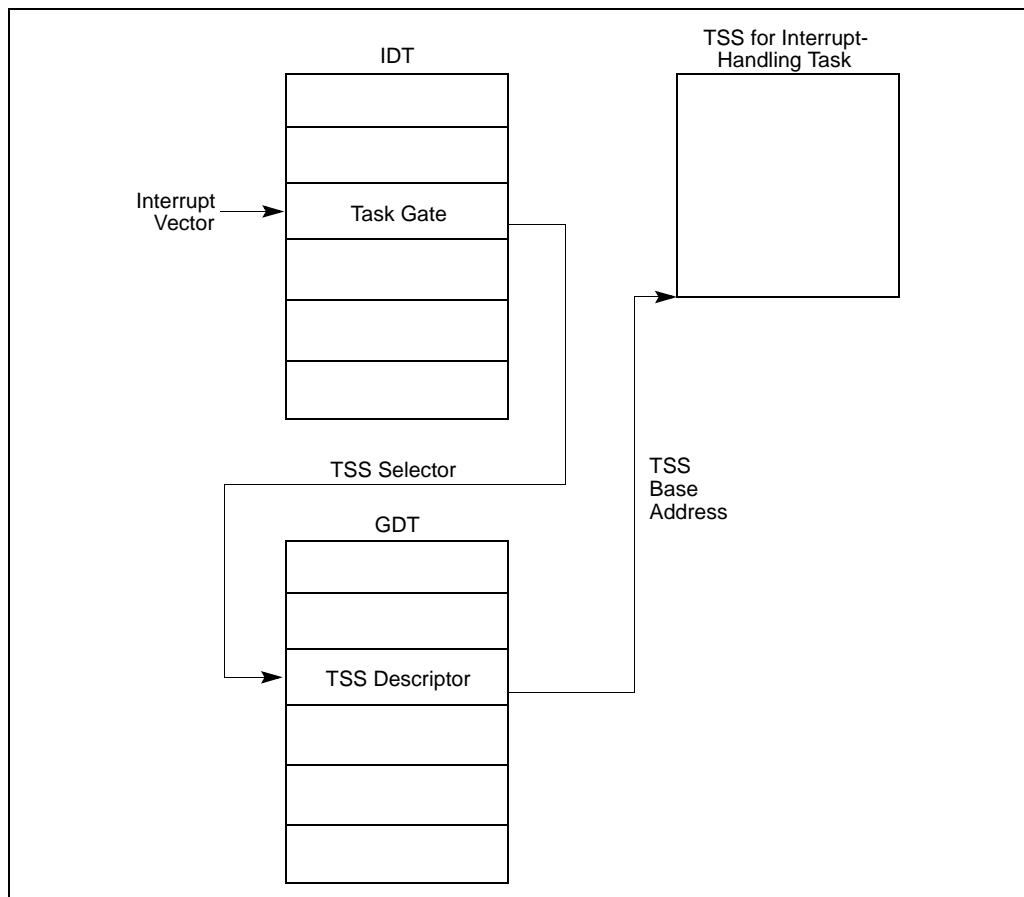 IDT
TSS for Interrupt-
Handling Task
Interrupt
Vector
Task Gate
TSS Selector
TSS
Base
Address
GDT
TSS Descriptor